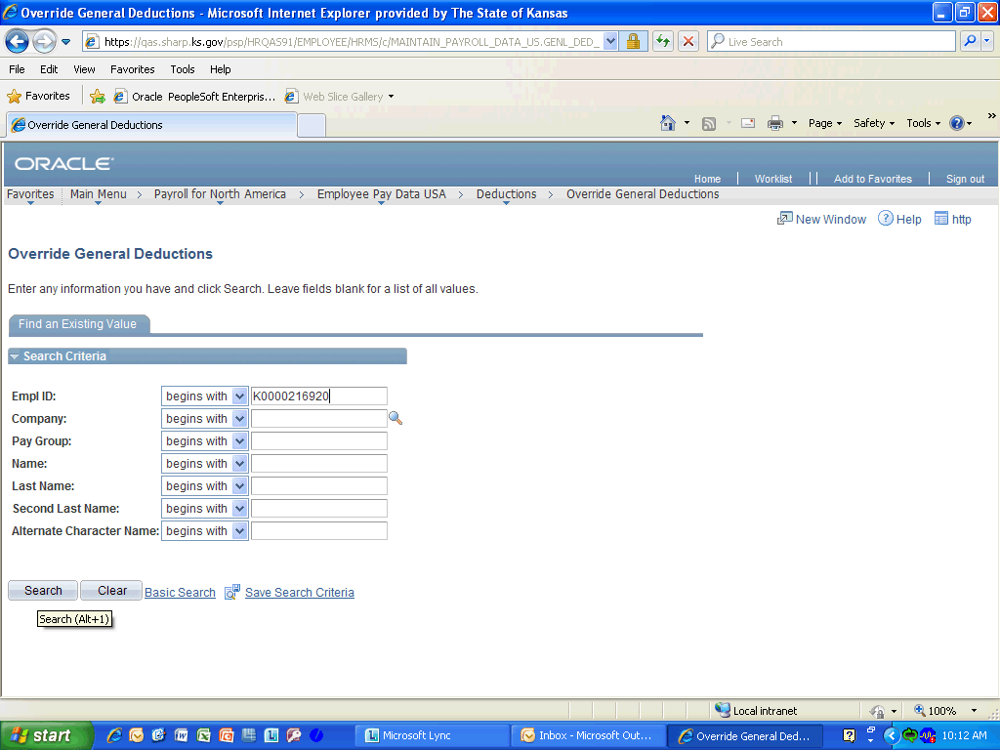 Override General Deductions - Microsoft Internet Explorer provided by The State of Kansas
https://qas.sharp.ks.gov/psp/HRQAS91/EMPLOYEE/HRMS/c/MAINTAIN_PAYROLL_DATA_US.GENL_DED_
Live Search
File Edit View Favorites Tools Help
Favorites Oracle PeopleSoft Enterpris... Web Slice Gallery
Override General Deductions
Page Safety Tools »
ORACLE
Home Worklist Add to Favorites Sign out
Favorites Main Menu > Payroll for North America > Employee Pay Data USA > Deductions > Override General Deductions
New Window Help http
Override General Deductions
Enter any information you have and click Search. Leave fields blank for a list of all values.
Find an Existing Value
Search Criteria
Empl ID: begins with K0000216920
Company: begins with
Pay Group: begins with
Name: begins with
Last Name: begins with
Second Last Name: begins with
Alternate Character Name: begins with
Search Clear Basic Search Save Search Criteria
Search (Alt+1)
Local intranet 100%
start Microsoft Lync Inbox - Microsoft Out... Override General Ded... 10:12 AM